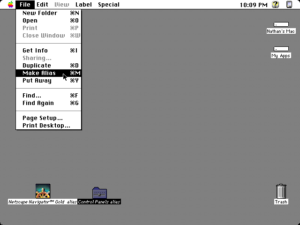 File Edit View Label Special 10:09 PM
New Folder ⌘N
Open ⌘O
Print ⌘P
Close Window ⌘W
Get Info ⌘I
Sharing...
Duplicate ⌘D
Make Alias ⌘M
Put Away ⌘Y
Find... ⌘F
Find Again ⌘G
Page Setup...
Print Desktop...
Nathan's Mac
My Apps
Netscape Navigator™ Gold alias
Control Panels alias
Trash